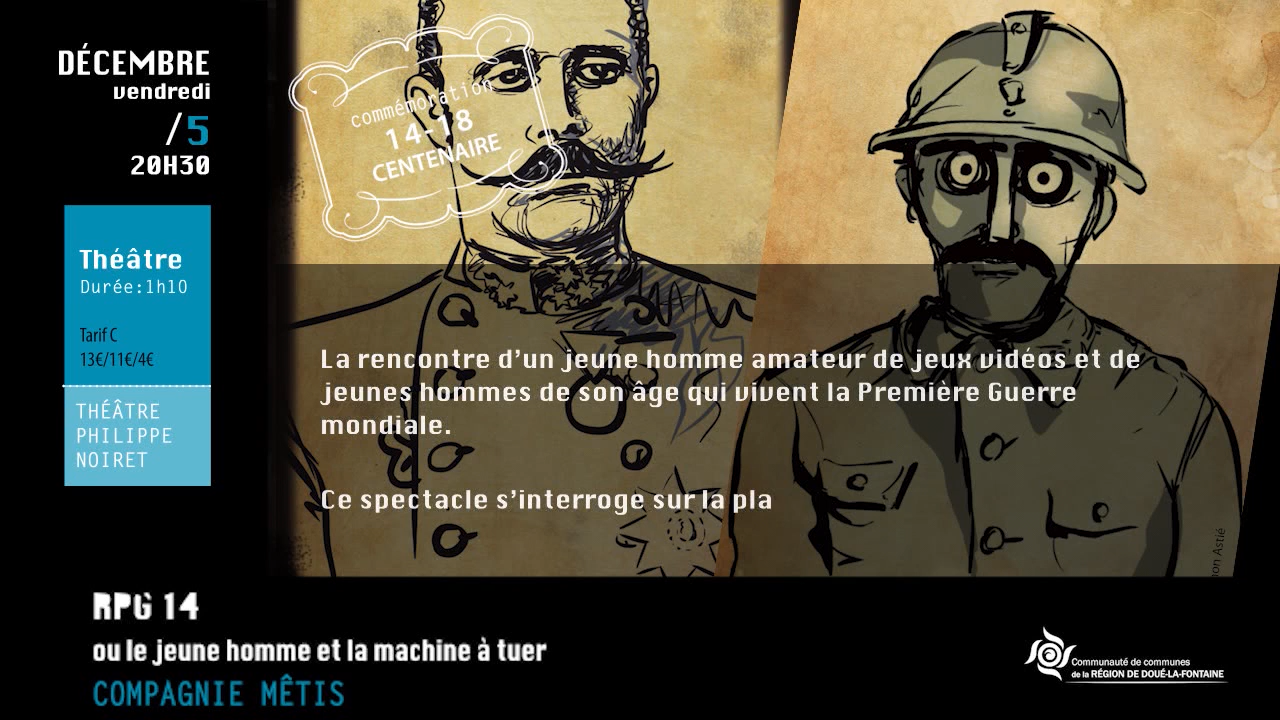 DÉCEMBRE
vendredi
/5
20H30
Théâtre
Durée:1h10
Tarif C
13€/11€/4€
THÉÂTRE
PHILIPPE
NOIRET
commémoration
14-18
CENTENAIRE
La rencontre d'un jeune homme amateur de jeux vidéos et de
jeunes hommes de son âge qui vivent la Première Guerre
mondiale.
Ce spectacle s'interroge sur la pla
Astié
RPG 14
ou le jeune homme et la machine à tuer
COMPAGNIE MÊTIS
Communauté de communes
de la RÉGION DE DOUÉ-LA-FONTAINE